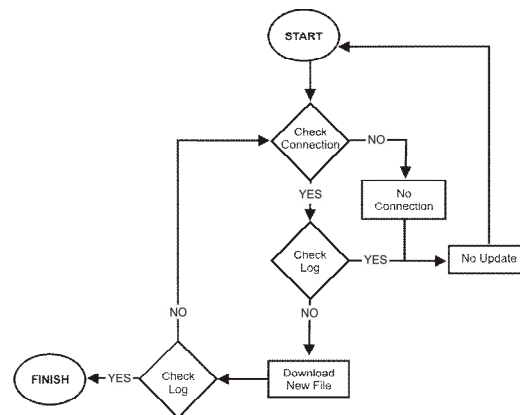 START
Check
Connection
NO
YES
No
Connection
Check
Log
YES
No Update
NO
NO
Download
New File
Check
Log
YES
FINISH